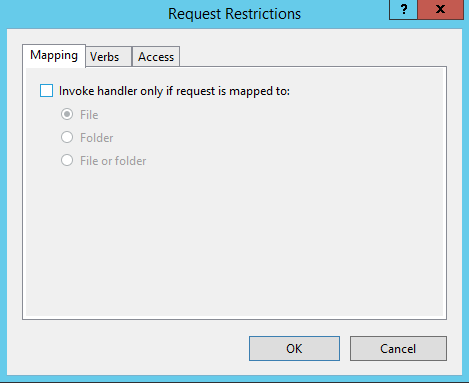 Request Restrictions
? x
Mapping Verbs Access
Invoke handler only if request is mapped to:
File
Folder
File or folder
OK Cancel